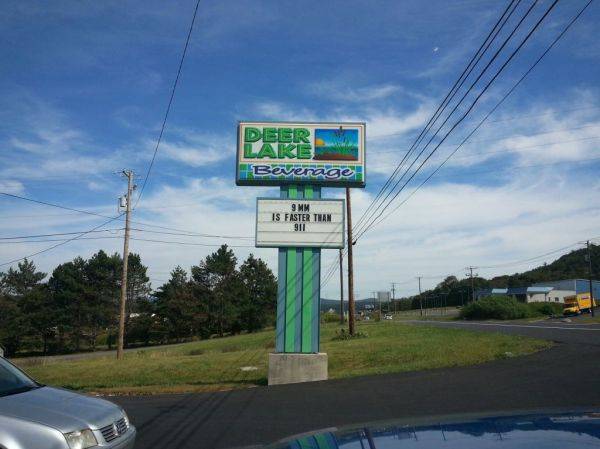 DEER
LAKE
Beverage
9 MM
IS FASTER THAN
911